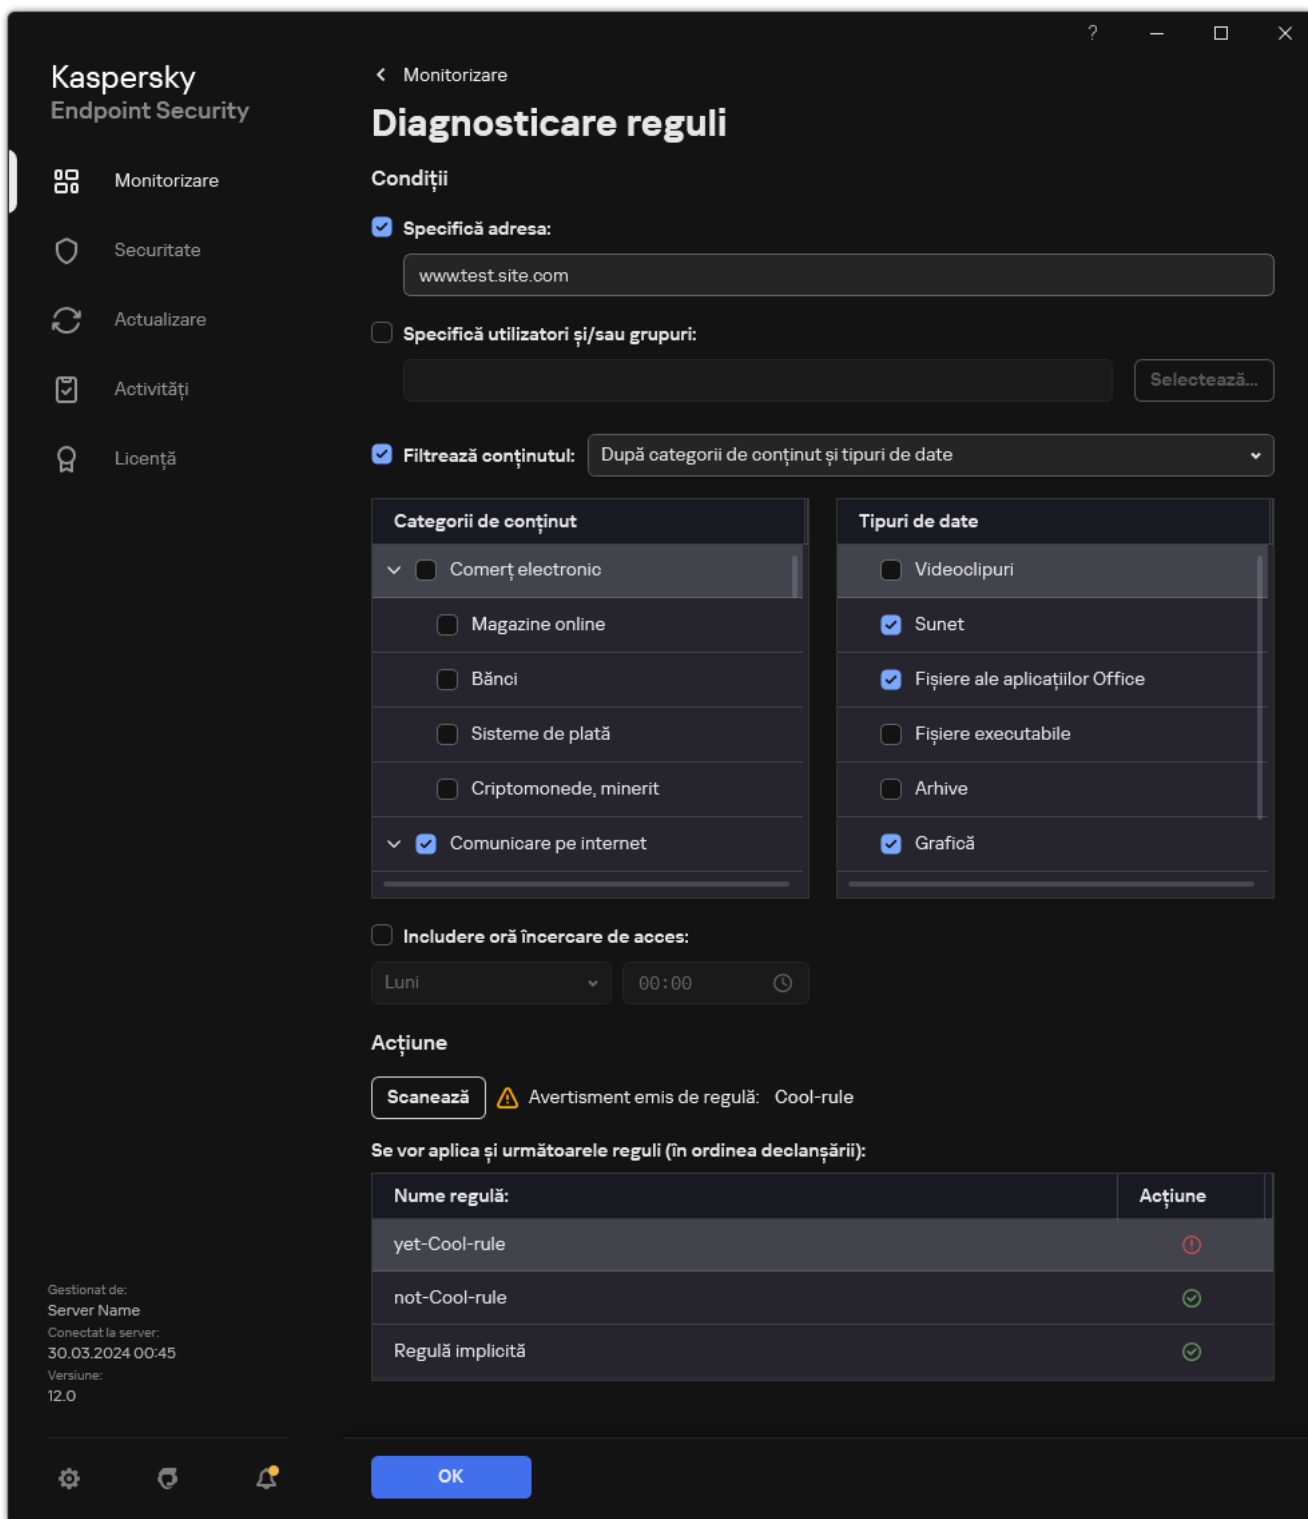 ?
Kaspersky
Endpoint Security
Monitorizare
Securitate
Actualizare
Activități
Licență
Monitorizare
Diagnosticare reguli
Condiții
Specifică adresa:
www.test.site.com
Specifică utilizatori și/sau grupuri:
Selectează...
Filtrează conținutul:
După categorii de conținut și tipuri de date
Categorii de conținut
Comerț electronic
Magazine online
Bănci
Sisteme de plată
Criptomonede, minerit
Comunicare pe internet
Tipuri de date
Videoclipuri
Sunet
Fișiere ale aplicațiilor Office
Fișiere executabile
Arhive
Grafică
Includere oră încercare de acces:
Luni
00:00
Acțiune
Scanează
Avertisment emis de regulă: Cool-rule
Se vor aplica și următoarele reguli (în ordinea declanșării):
Nume regulă: Acțiune
yet-Cool-rule
not-Cool-rule
Regulă implicită
Gestionat de:
Server Name
Conectat la server:
30.03.2024 00:45
Versiune:
12.0
OK